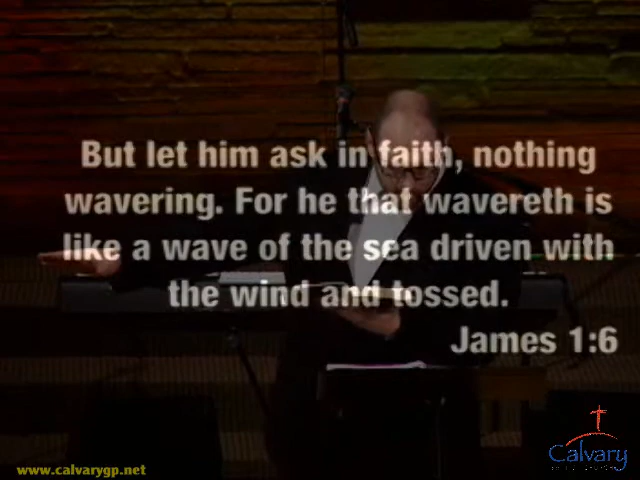 But let him ask in faith, nothing
wavering. For he that wavereth is
like a wave of the sea driven with
the wind and tossed.
James 1:6
www.calvarygp.net
Calvary